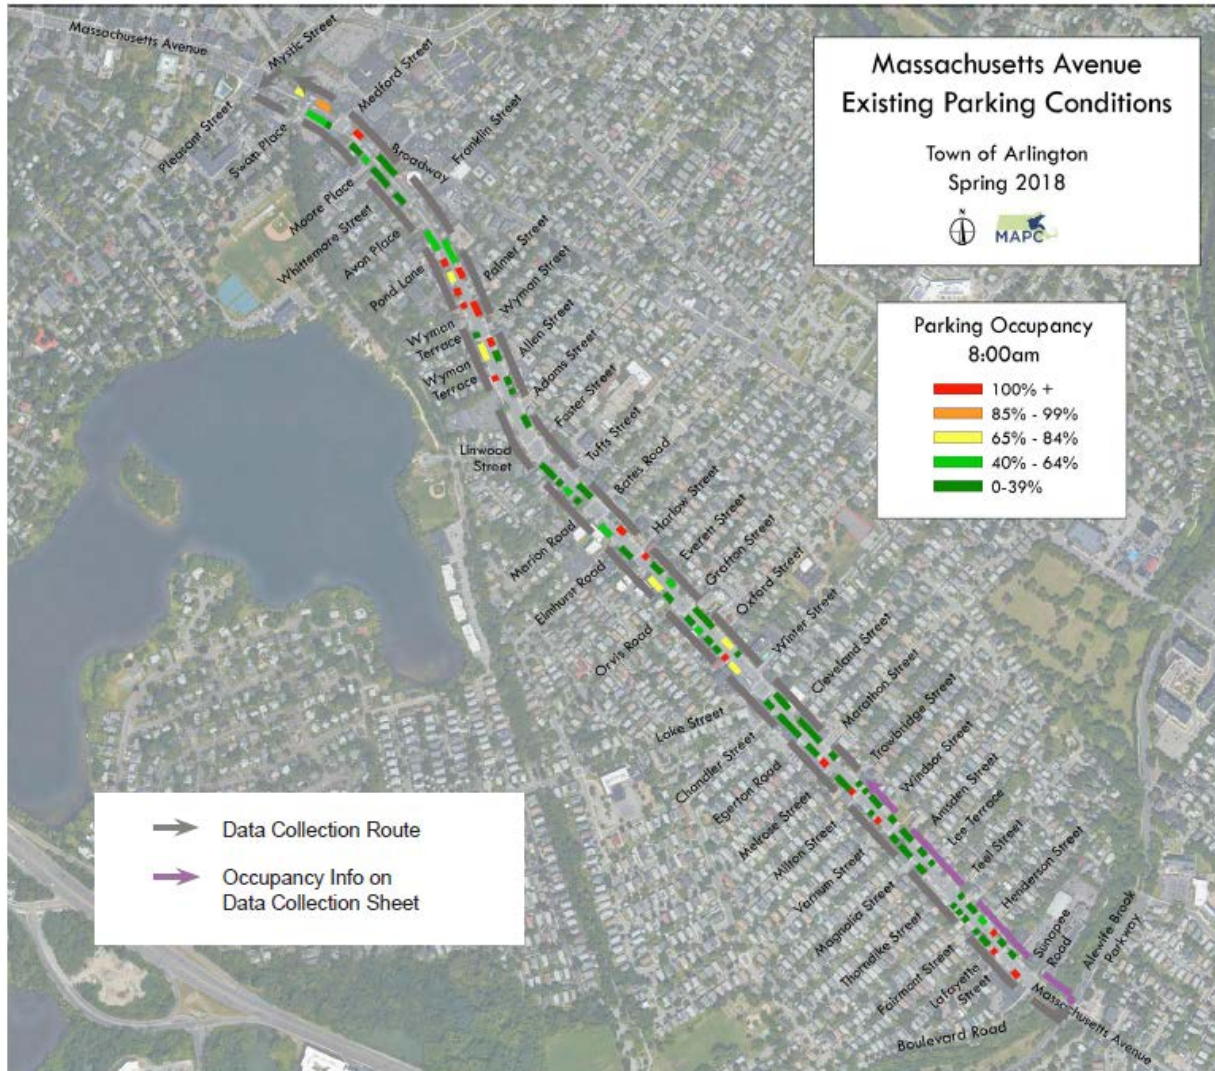 Massachusetts Avenue
Existing Parking Conditions
Town of Arlington
Spring 2018
N
MAPC
Parking Occupancy
8:00am
100% +
85% - 99%
65% - 84%
40% - 64%
0-39%
Massachusetts Avenue
Mystic Street
Medford Street
Pleasant Street
Swan Place
Broadway
Franklin Street
Moore Place
Whittemore Street
Avon Place
Pond Lane
Palmer Street
Wyman Street
Wyman
Terrace
Allen Street
Wyman
Terrace
Adams Street
Foster Street
Linwood
Street
Tufts Street
Bates Road
Marion Road
Harlow Street
Everett Street
Elmhurst Road
Grafton Street
Oxford Street
Orvis Road
Winter Street
Cleveland Street
Lake Street
Marathon Street
Chandler Street
Trowbridge Street
Egerton Road
Windsor Street
Melrose Street
Amsden Street
Milton Street
Lee Terrace
Varnum Street
Teel Street
Magnolia Street
Henderson Street
Thorndike Street
Sunapee
Road
Alewife Brook
Parkway
Fairmont Street
Lafayette
Street
Massachusetts Avenue
Boulevard Road
Data Collection Route
Occupancy Info on
Data Collection Sheet